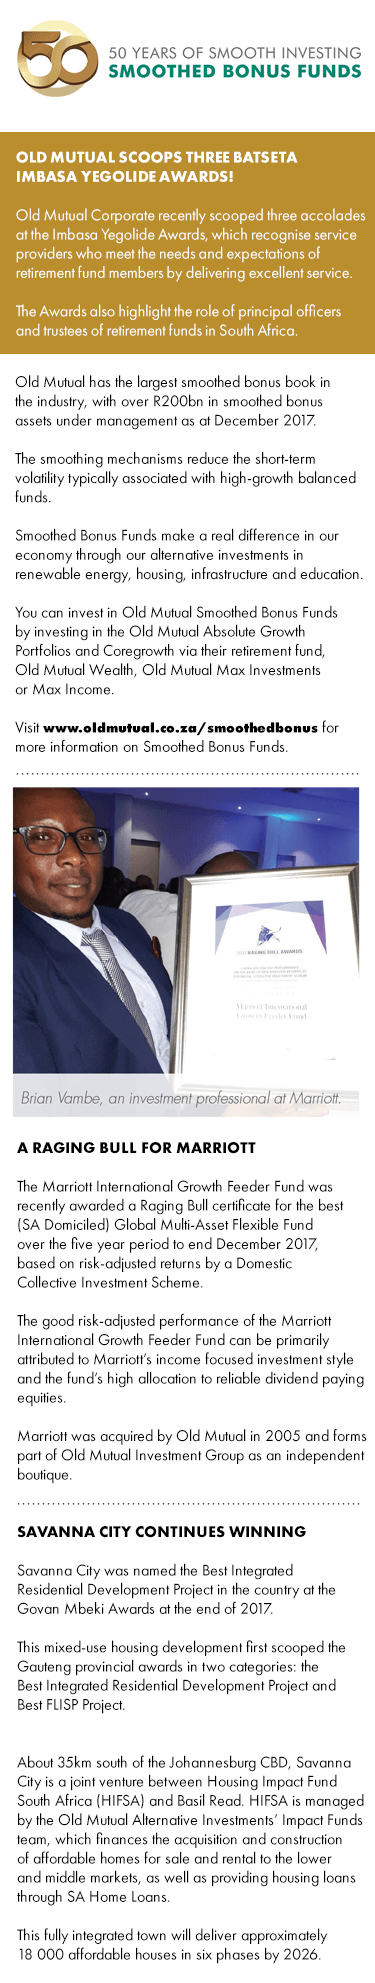 50
50 YEARS OF SMOOTH INVESTING
SMOOTHED BONUS FUNDS
OLD MUTUAL SCOOPS THREE BATSETA
IMBASA YEGOLIDE AWARDS!
Old Mutual Corporate recently scooped three accolades
at the Imbasa Yegolide Awards, which recognise service
providers who meet the needs and expectations of
retirement fund members by delivering excellent service.
The Awards also highlight the role of principal officers
and trustees of retirement funds in South Africa.
Old Mutual has the largest smoothed bonus book in
the industry, with over R200bn in smoothed bonus
assets under management as at December 2017.
The smoothing mechanisms reduce the short-term
volatility typically associated with high-growth balanced
funds.
Smoothed Bonus Funds make a real difference in our
economy through our alternative investments in
renewable energy, housing, infrastructure and education.
You can invest in Old Mutual Smoothed Bonus Funds
by investing in the Old Mutual Absolute Growth
Portfolios and Coregrowth via their retirement fund,
Old Mutual Wealth, Old Mutual Max Investments
or Max Income.
Visit www.oldmutual.co.za/smoothedbonus for
more information on Smoothed Bonus Funds.
RAGING BULL AWARDS
Marriott International
Growth Feeder Fund
Brian Vambe, an investment professional at Marriott.
A RAGING BULL FOR MARRIOTT
The Marriott International Growth Feeder Fund was
recently awarded a Raging Bull certificate for the best
(SA Domiciled) Global Multi-Asset Flexible Fund
over the five year period to end December 2017,
based on risk-adjusted returns by a Domestic
Collective Investment Scheme.
The good risk-adjusted performance of the Marriott
International Growth Feeder Fund can be primarily
attributed to Marriott's income focused investment style
and the fund's high allocation to reliable dividend paying
equities.
Marriott was acquired by Old Mutual in 2005 and forms
part of Old Mutual Investment Group as an independent
boutique.
SAVANNA CITY CONTINUES WINNING
Savanna City was named the Best Integrated
Residential Development Project in the country at the
Govan Mbeki Awards at the end of 2017.
This mixed-use housing development first scooped the
Gauteng provincial awards in two categories: the
Best Integrated Residential Development Project and
Best FLISP Project.
About 35km south of the Johannesburg CBD, Savanna
City is a joint venture between Housing Impact Fund
South Africa (HIFSA) and Basil Read. HIFSA is managed
by the Old Mutual Alternative Investments' Impact Funds
team, which finances the acquisition and construction
of affordable homes for sale and rental to the lower
and middle markets, as well as providing housing loans
through SA Home Loans.
This fully integrated town will deliver approximately
18 000 affordable houses in six phases by 2026.